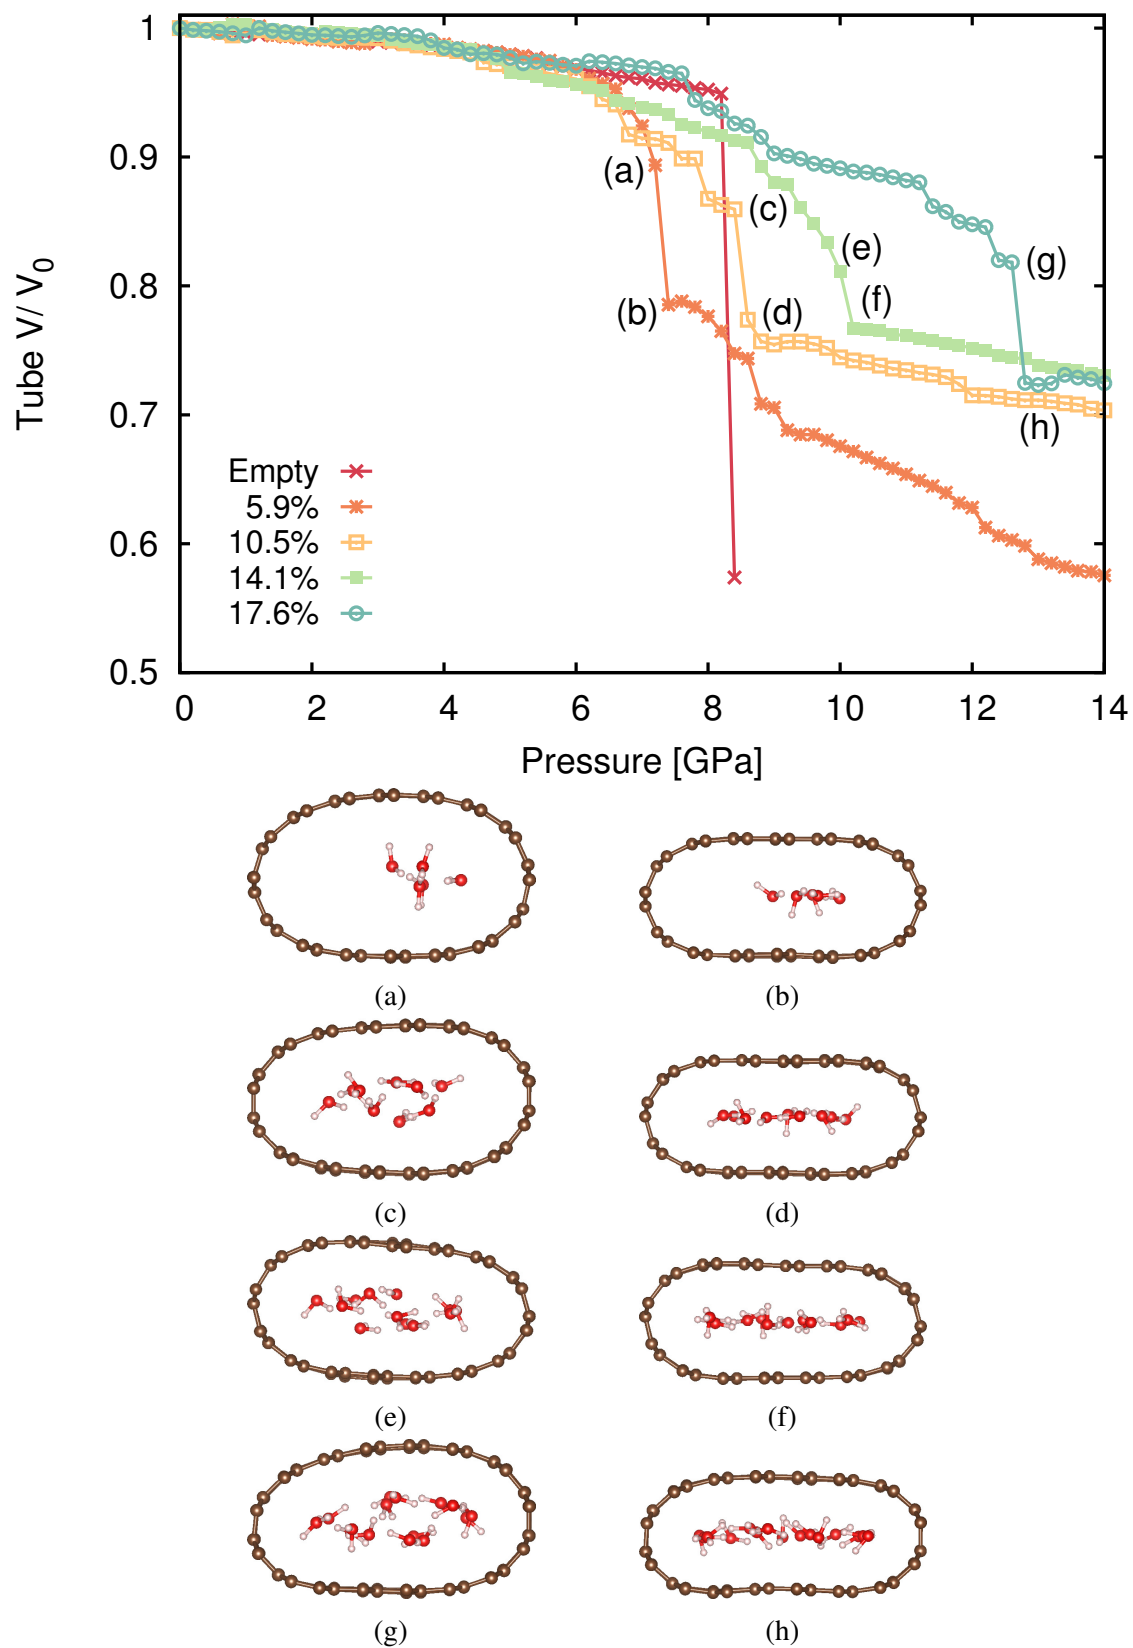 1
0.9
0.8
0.7
0.6
0.5
Tube V/ V0
(a)
(b)
(c)
(d)
(e)
(f)
(g)
(h)
Empty
5.9%
10.5%
14.1%
17.6%
0 2 4 6 8 10 12 14
Pressure [GPa]
(a) (b)
(c) (d)
(e) (f)
(g) (h)